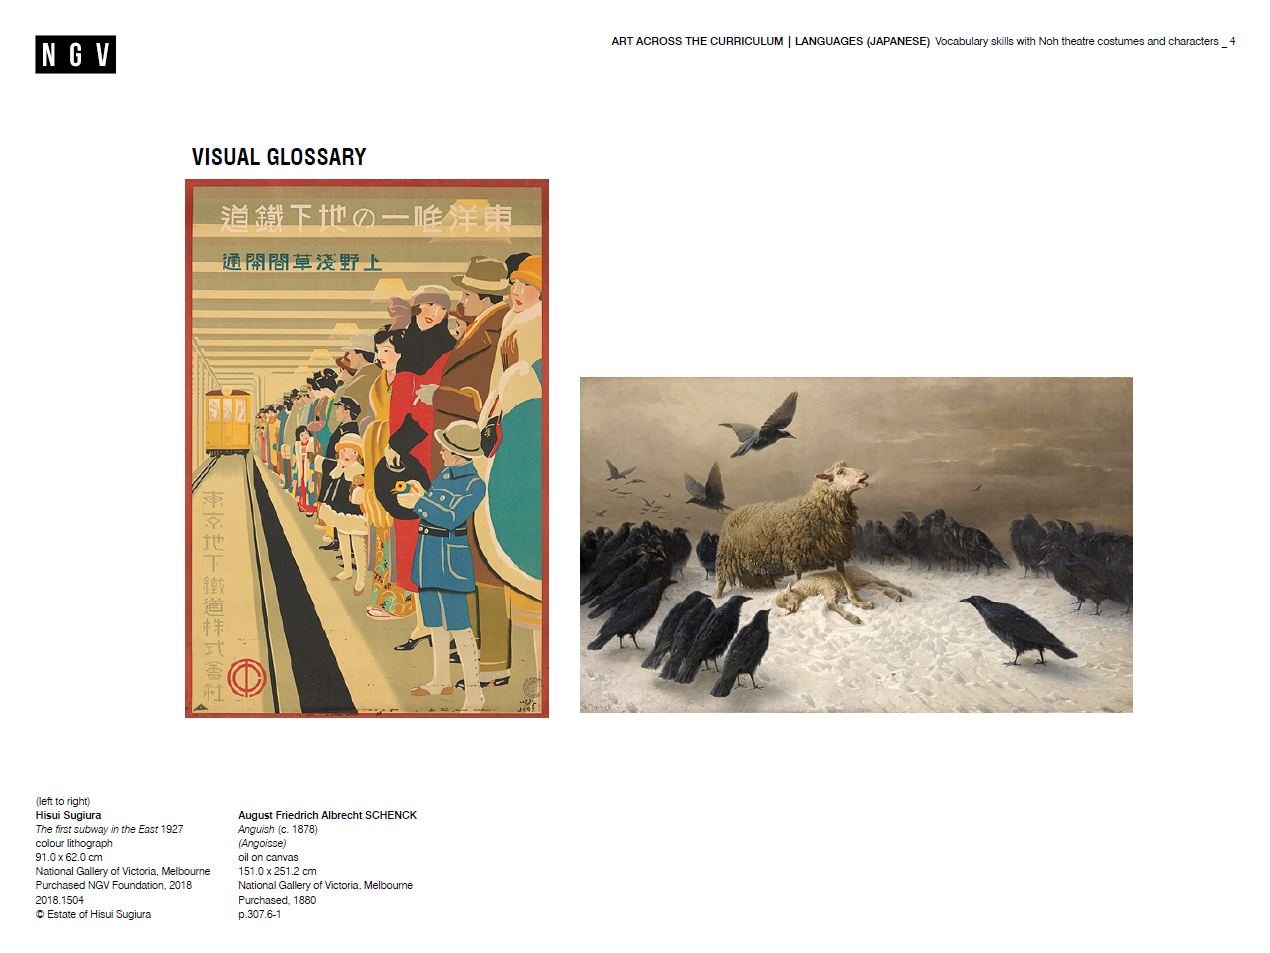 NGV
ART ACROSS THE CURRICULUM | LANGUAGES (JAPANESE) Vocabulary skills with Noh theatre costumes and characters _ 4
VISUAL GLOSSARY
東洋唯一の地下鐵道
上野淺草間開通
東京地下鐵道株式會社
(left to right)
Hisui Sugiura
The first subway in the East 1927
colour lithograph
91.0 x 62.0 cm
National Gallery of Victoria, Melbourne
Purchased NGV Foundation, 2018
2018.1504
© Estate of Hisui Sugiura
August Friedrich Albrecht SCHENCK
Anguish (c. 1878)
(Angoisse)
oil on canvas
151.0 x 251.2 cm
National Gallery of Victoria, Melbourne
Purchased, 1880
p.307.6-1